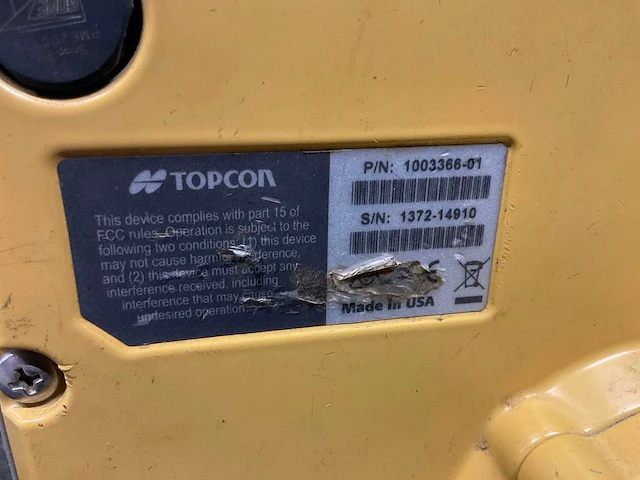 TOPCON
This device complies with part 15 of
FCC rules. Operation is subject to the
following two conditions (1) this device
may not cause harmful interference,
and (2) this device must accept any
interference received, including
interference that may cause
undesired operation.
P/N: 1003366-01
S/N: 1372-14910
Made in USA